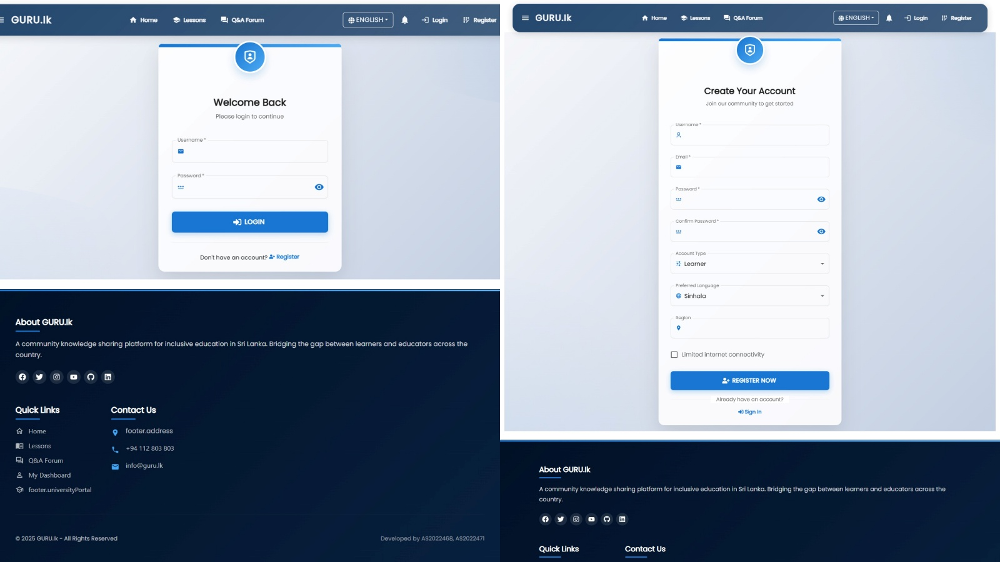 GURU.lk
Home
Lessons
Q&A Forum
ENGLISH
Login
Register
Welcome Back
Please login to continue
Username *
Password *
LOGIN
Don't have an account? Register
About GURU.lk
A community knowledge sharing platform for inclusive education in Sri Lanka. Bridging the gap between learners and educators across the
country.
Quick Links
Home
Lessons
Q&A Forum
My Dashboard
footer.universityPortal
Contact Us
footer.address
+94 112 803 803
info@guru.lk
© 2025 GURU.lk - All Rights Reserved
Developed by AS2022468, AS2022471
GURU.lk
Home
Lessons
Q&A Forum
ENGLISH
Login
Register
Create Your Account
Join our community to get started
Username *
Email *
Password *
Confirm Password *
Account Type
Learner
Preferred Language
Sinhala
Region
Limited internet connectivity
REGISTER NOW
Already have an account?
Sign In
About GURU.lk
A community knowledge sharing platform for inclusive education in Sri Lanka. Bridging the gap between learners and educators across the
country.
Quick Links
Contact Us